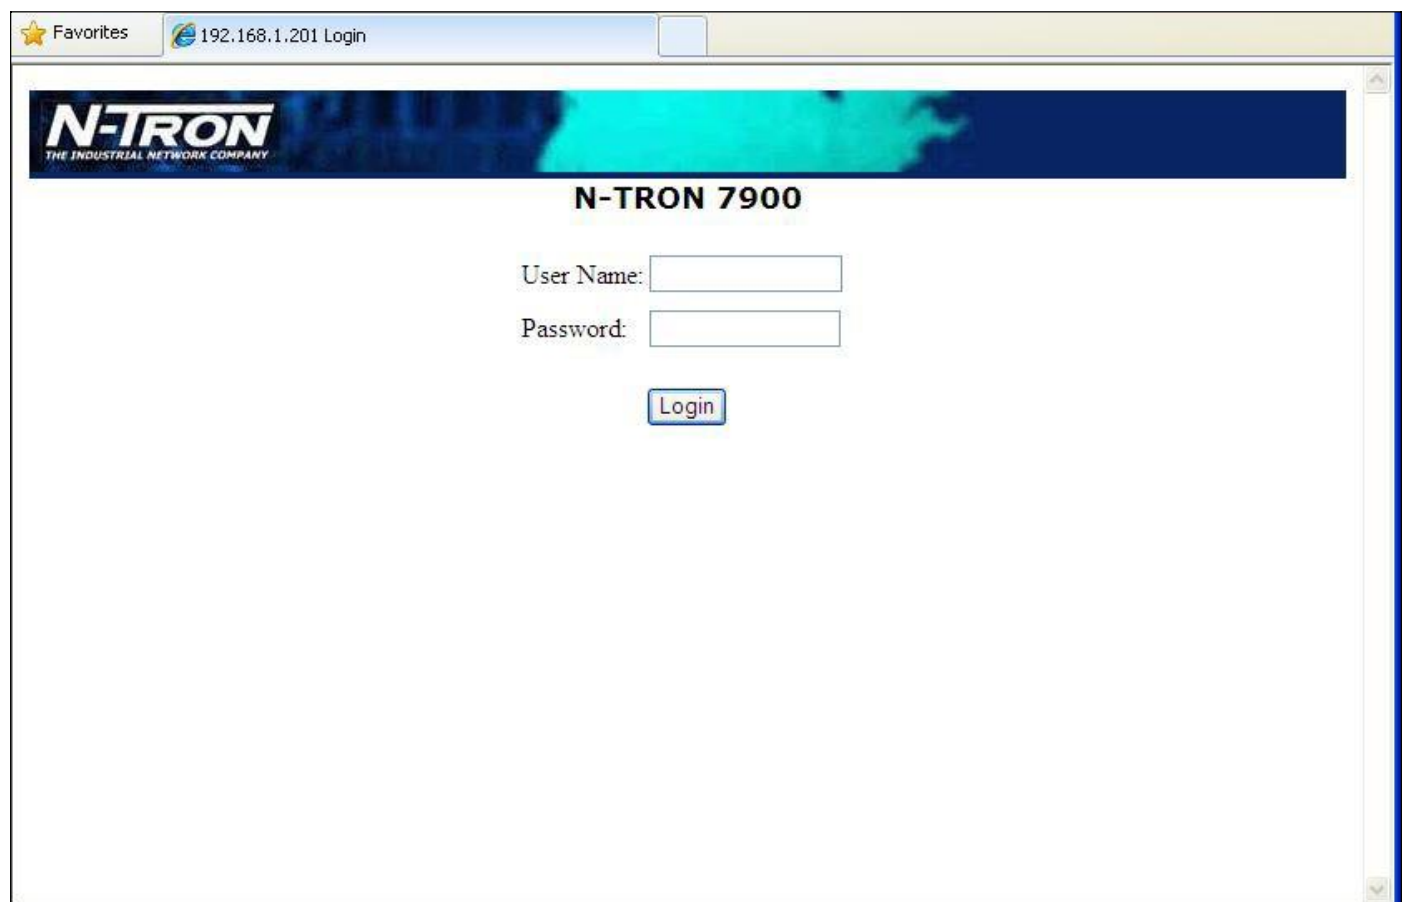 Favorites
192.168.1.201 Login
N-TRON
THE INDUSTRIAL NETWORK COMPANY
N-TRON 7900
User Name:
Password:
Login